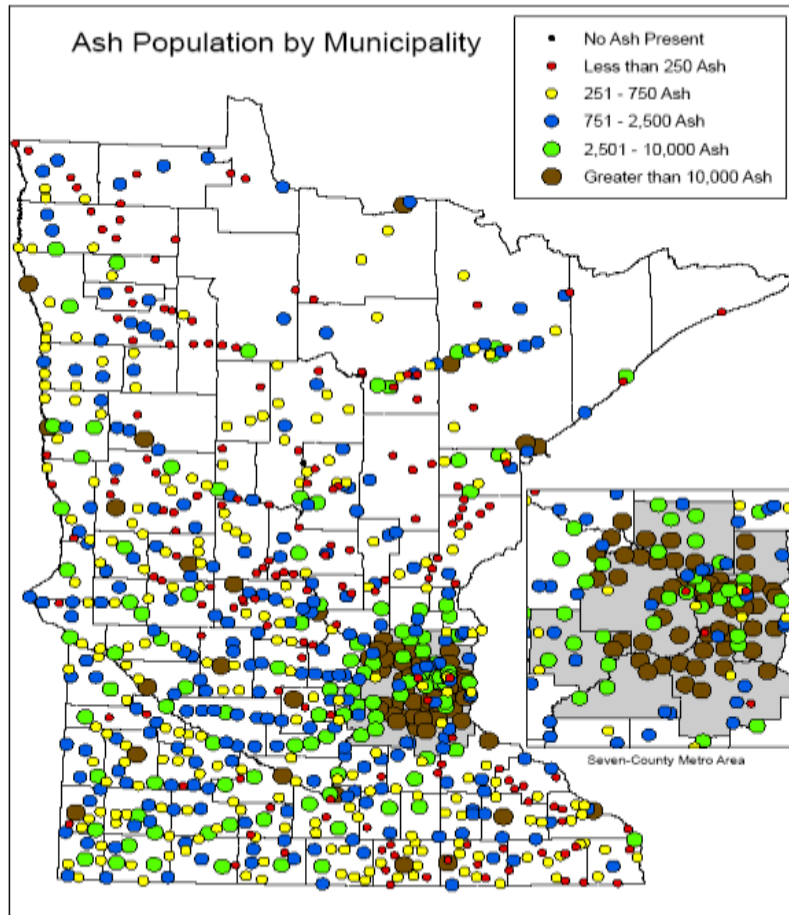 Ash Population by Municipality
No Ash Present
Less than 250 Ash
251 - 750 Ash
751 - 2,500 Ash
2,501 - 10,000 Ash
Greater than 10,000 Ash
Seven-County Metro Area